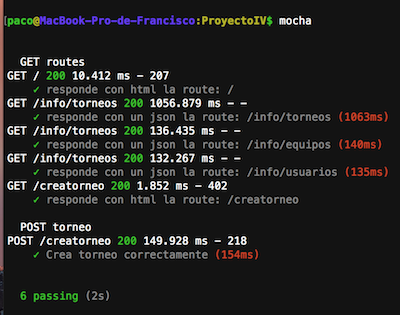 [paco@MacBook-Pro-de-Francisco:ProyectoIV$ mocha
GET routes
GET / 200 10.412 ms - 207
✓ responde con html la route: /
GET /info/torneos 200 1056.879 ms - -
✓ responde con un json la route: /info/torneos (1063ms)
GET /info/torneos 200 136.435 ms - -
✓ responde con un json la route: /info/equipos (140ms)
GET /info/torneos 200 132.267 ms - -
✓ responde con un json la route: /info/usuarios (135ms)
GET /creatorneo 200 1.852 ms - 402
✓ responde con html la route: /creatorneo
POST torneo
POST /creatorneo 200 149.928 ms - 218
✓ Crea torneo correctamente (154ms)
6 passing (2s)